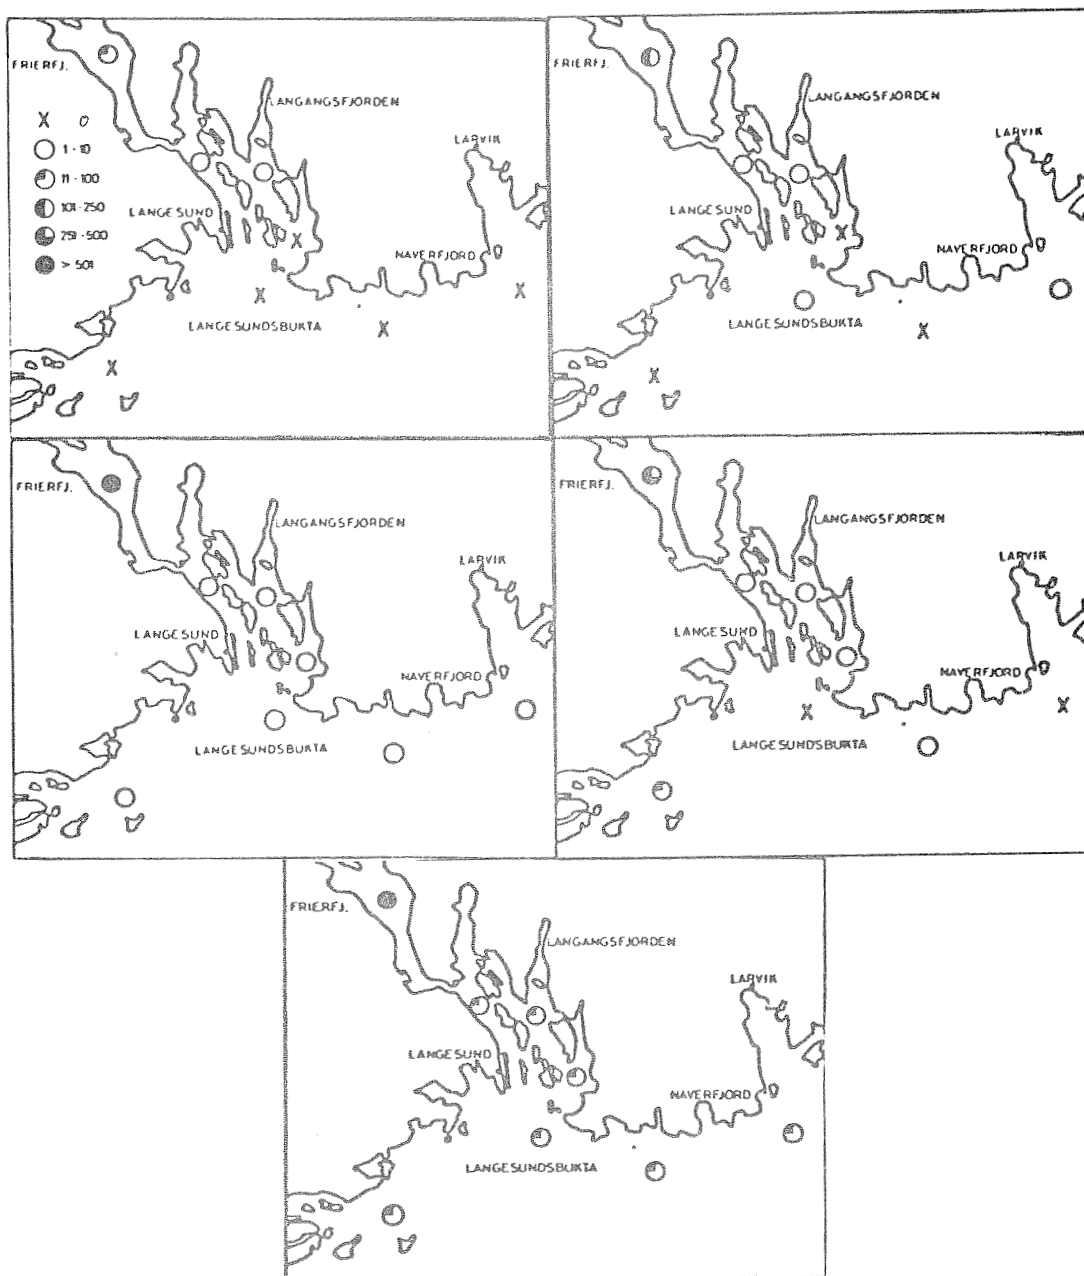 FRIERFJ.
LANGANGSFJORDEN
LARVIK
X 0
1 - 10
11 - 100
101 - 250
251 - 500
> 501
LANGESUND
NAVERFJORD
X
X
X
LANGESUNDSBUKTA
X
X
FRIERFJ.
LANGANGSFJORDEN
LARVIK
LANGESUND
X
NAVERFJORD
LANGESUNDSBUKTA
X
X
FRIERFJ.
LANGANGSFJORDEN
LARVIK
LANGESUND
NAVERFJORD
LANGESUNDSBUKTA
FRIERFJ.
LANGANGSFJORDEN
LARVIK
LANGESUND
NAVERFJORD
X
X
LANGESUNDSBUKTA
FRIERFJ.
LANGANGSFJORDEN
LARVIK
LANGESUND
NAVERFJORD
LANGESUNDSBUKTA